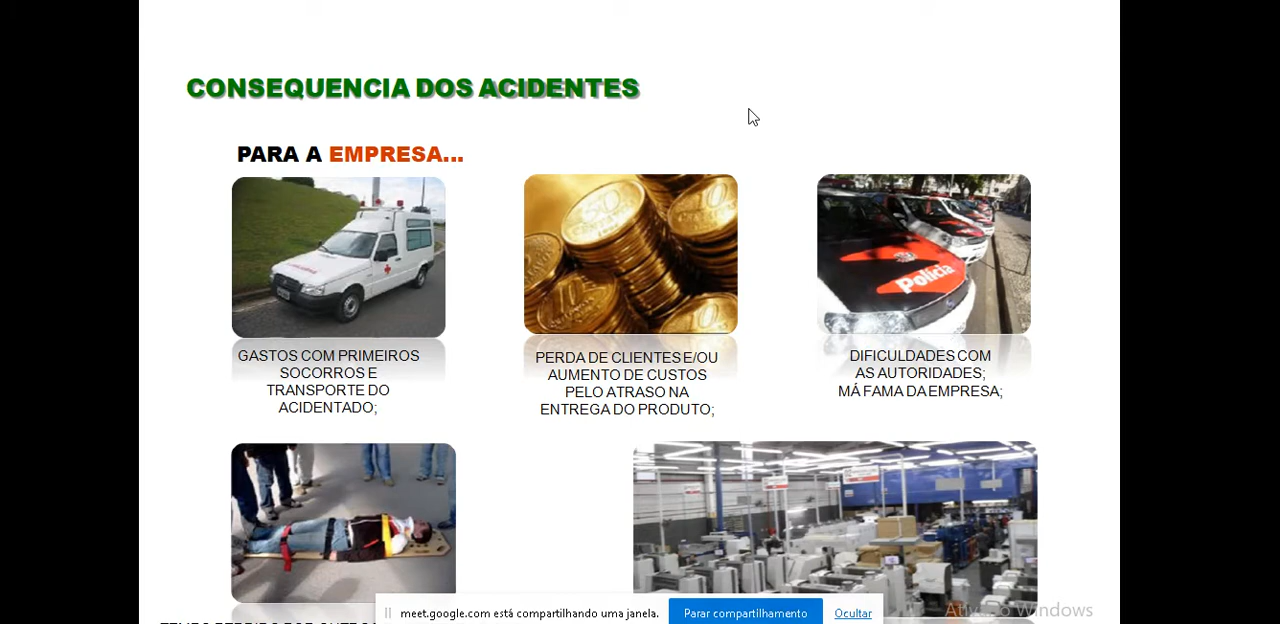 CONSEQUENCIA DOS ACIDENTES
PARA A EMPRESA...
Polícia
GASTOS COM PRIMEIROS
SOCORROS E
TRANSPORTE DO
ACIDENTADO;
PERDA DE CLIENTES E/OU
AUMENTO DE CUSTOS
PELO ATRASO NA
ENTREGA DO PRODUTO;
DIFICULDADES COM
AS AUTORIDADES;
MÁ FAMA DA EMPRESA;
meet.google.com está compartilhando uma janela.
Parar compartilhamento
Ocultar